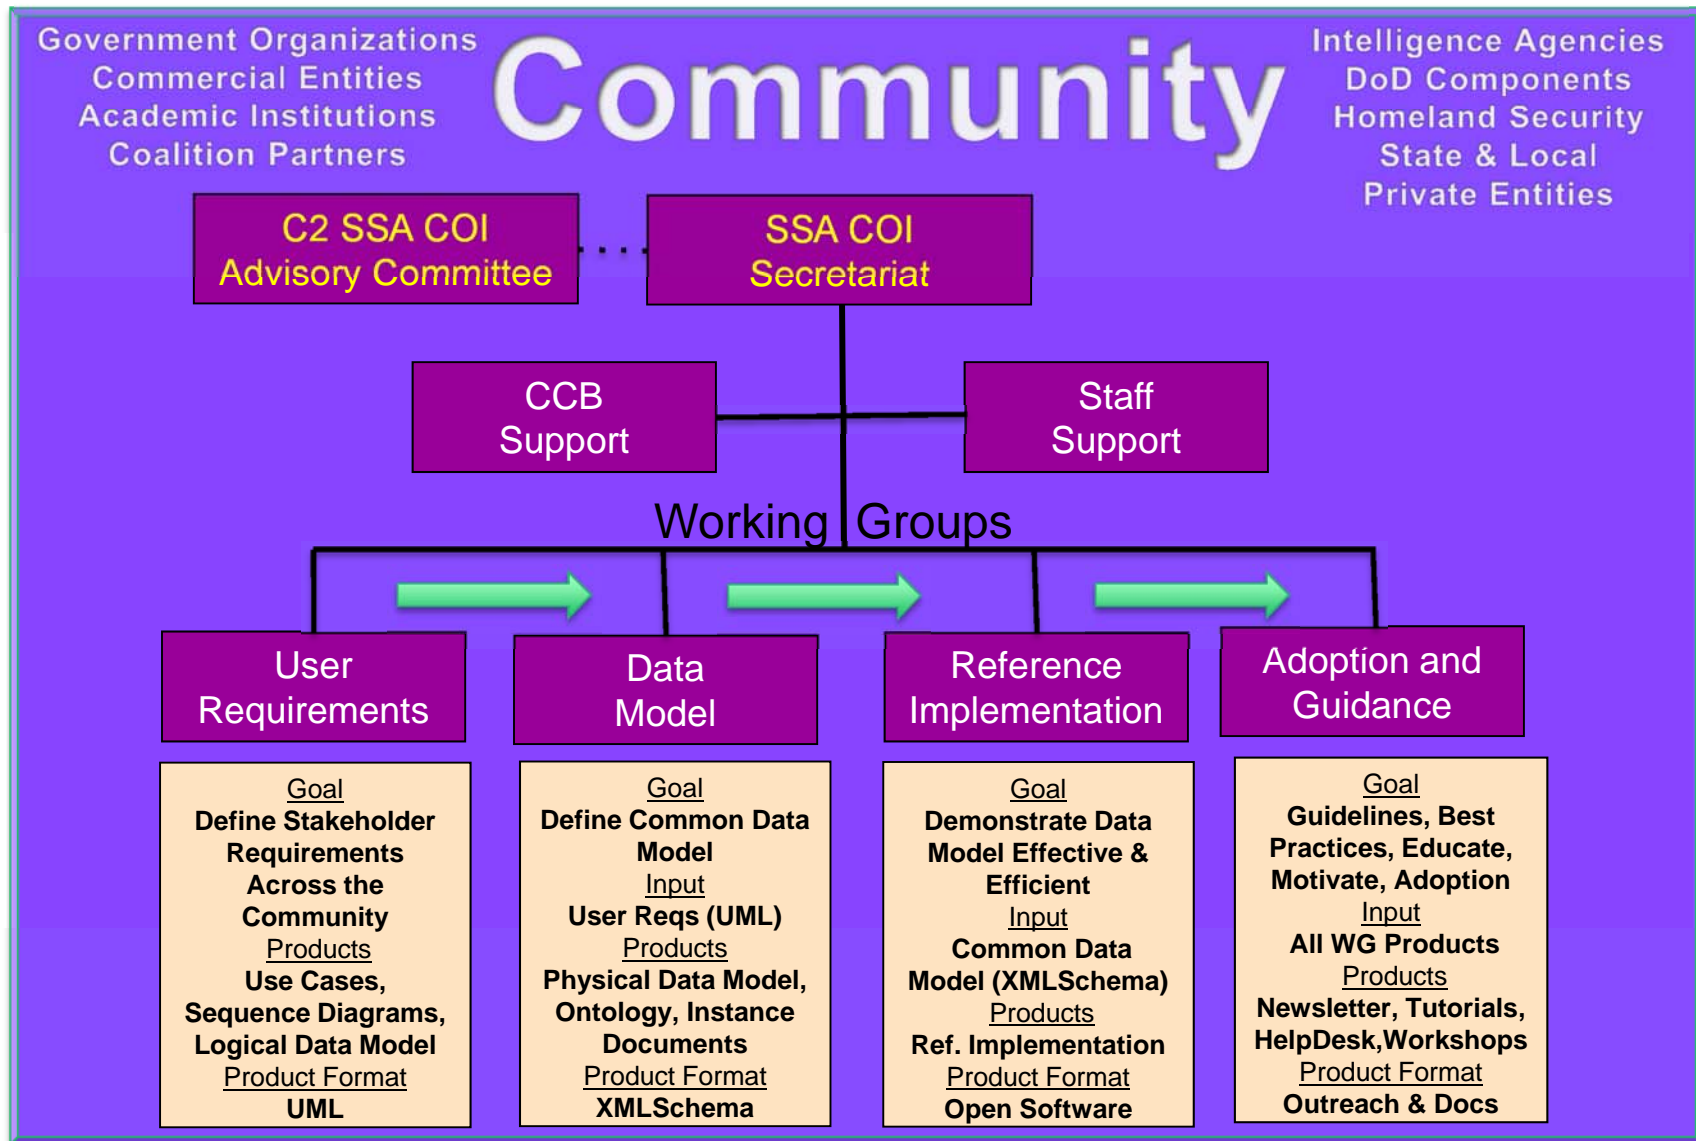 Government Organizations
Commercial Entities
Academic Institutions
Coalition Partners
Community
Intelligence Agencies
DoD Components
Homeland Security
State & Local
Private Entities
C2 SSA COI
Advisory Committee
SSA COI
Secretariat
CCB
Support
Staff
Support
Working Groups
User
Requirements
Data
Model
Reference
Implementation
Adoption and
Guidance
Goal
Define Stakeholder
Requirements
Across the
Community
Products
Use Cases,
Sequence Diagrams,
Logical Data Model
Product Format
UML
Goal
Define Common Data
Model
Input
User Reqs (UML)
Products
Physical Data Model,
Ontology, Instance
Documents
Product Format
XMLSchema
Goal
Demonstrate Data
Model Effective &
Efficient
Input
Common Data
Model (XMLSchema)
Products
Ref. Implementation
Product Format
Open Software
Goal
Guidelines, Best
Practices, Educate,
Motivate, Adoption
Input
All WG Products
Products
Newsletter, Tutorials,
HelpDesk,Workshops
Product Format
Outreach & Docs